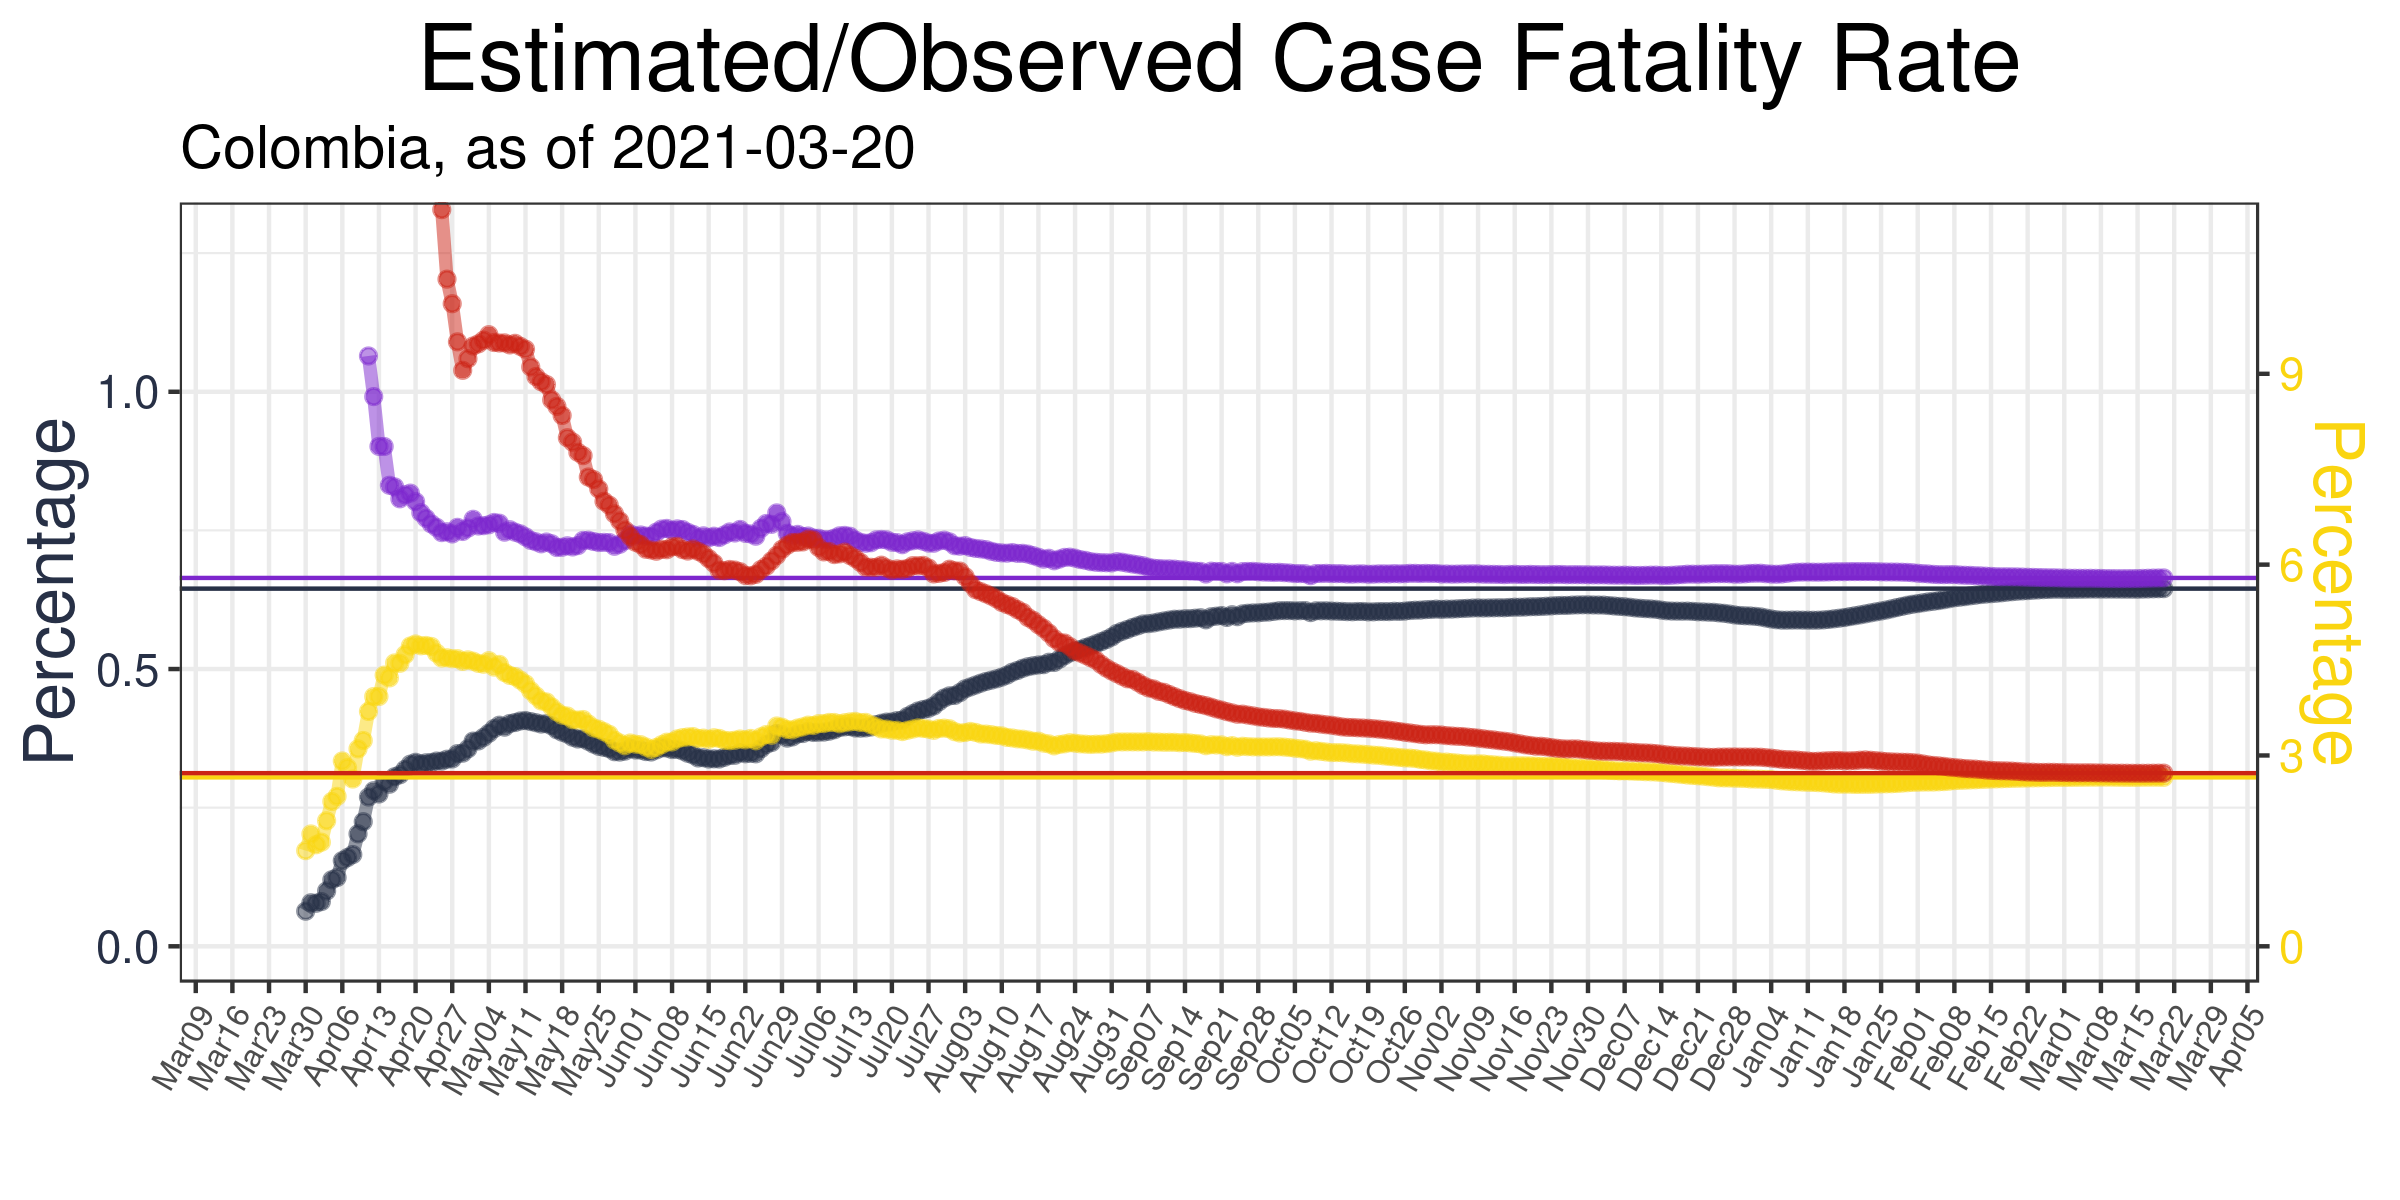 Estimated/Observed Case Fatality Rate
Colombia, as of 2021-03-20
Percentage
1.0
0.5
0.0
9
6
3
0
Percentage
Mar09 Mar16 Mar23 Mar30 Apr06 Apr13 Apr20 Apr27 May04 May11 May18 May25 Jun01 Jun08 Jun15 Jun22 Jun29 Jul06 Jul13 Jul20 Jul27 Aug03 Aug10 Aug17 Aug24 Aug31 Sep07 Sep14 Sep21 Sep28 Oct05 Oct12 Oct19 Oct26 Nov02 Nov09 Nov16 Nov23 Nov30 Dec07 Dec14 Dec21 Dec28 Jan04 Jan11 Jan18 Jan25 Feb01 Feb08 Feb15 Feb22 Mar01 Mar08 Mar15 Mar22 Mar29 Apr05